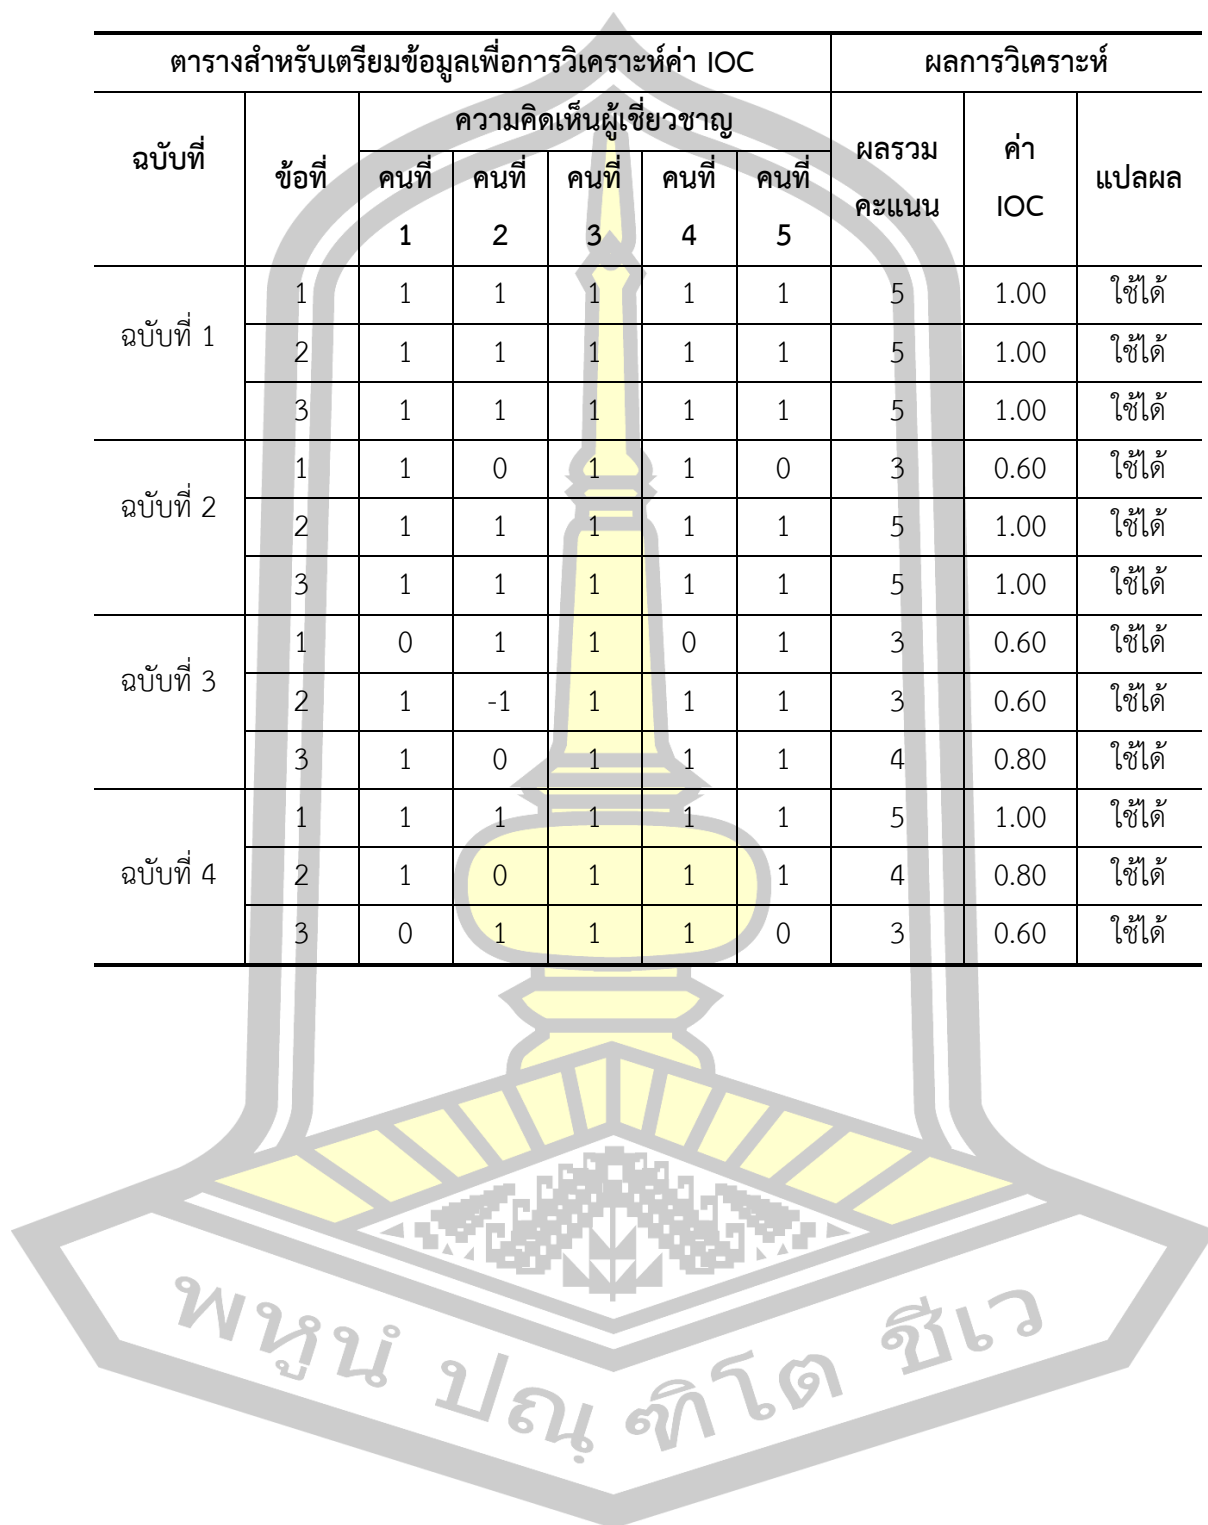 ตารางสำหรับเตรียมข้อมูลเพื่อการวิเคราะห์ค่า IOC ผลการวิเคราะห์
ฉบับที่ ข้อที่ ความคิดเห็นผู้เชี่ยวชาญ ผลรวม ค่า แปลผล
คนที่ คนที่ คนที่ คนที่ คนที่ คะแนน IOC
1 2 3 4 5
ฉบับที่ 1 1 1 1 1 1 1 5 1.00 ใช้ได้
2 1 1 1 1 1 5 1.00 ใช้ได้
3 1 1 1 1 1 5 1.00 ใช้ได้
ฉบับที่ 2 1 1 0 1 1 0 3 0.60 ใช้ได้
2 1 1 1 1 1 5 1.00 ใช้ได้
3 1 1 1 1 1 5 1.00 ใช้ได้
ฉบับที่ 3 1 0 1 1 0 1 3 0.60 ใช้ได้
2 1 -1 1 1 1 3 0.60 ใช้ได้
3 1 0 1 1 1 4 0.80 ใช้ได้
ฉบับที่ 4 1 1 1 1 1 1 5 1.00 ใช้ได้
2 1 0 1 1 1 4 0.80 ใช้ได้
3 0 1 1 1 0 3 0.60 ใช้ได้
พหูนํ ปณฺฑิโต ชีเว